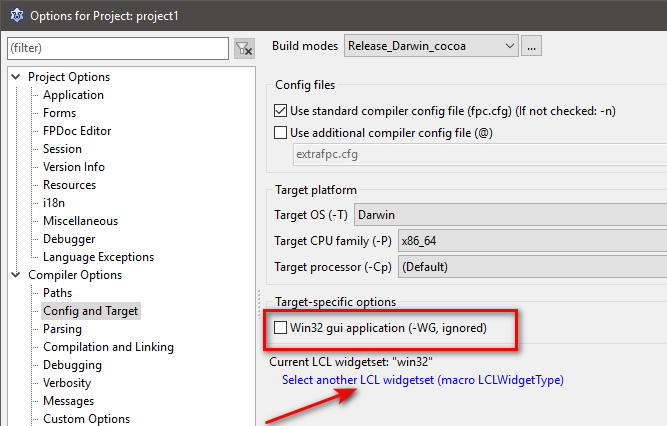 Options for Project: project1
(filter)
Project Options
Application
Forms
FPDoc Editor
Session
Version Info
Resources
i18n
Miscellaneous
Debugger
Language Exceptions
Compiler Options
Paths
Config and Target
Parsing
Compilation and Linking
Debugging
Verbosity
Messages
Custom Options
Build modes Release_Darwin_cocoa ...
Config files
Use standard compiler config file (fpc.cfg) (If not checked: -n)
Use additional compiler config file (@)
extrafpc.cfg
Target platform
Target OS (-T) Darwin
Target CPU family (-P) x86_64
Target processor (-Cp) (Default)
Target-specific options
Win32 gui application (-WG, ignored)
Current LCL widgetset: "win32"
Select another LCL widgetset (macro LCLWidgetType)